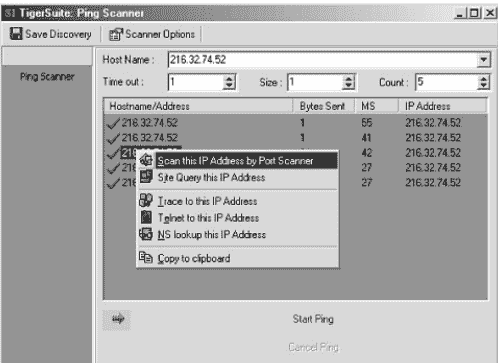 TigerSuite: Ping Scanner
Save Discovery Scanner Options
Ping Scanner
Host Name : 216.32.74.52
Time out : 1 Size : 1 Count : 5
Hostname/Address Bytes Sent MS IP Address
216.32.74.52 1 55 216.32.74.52
216.32.74.52 1 41 216.32.74.52
216 42 216.32.74.52
216 27 216.32.74.52
216 27 216.32.74.52
Scan this IP Address by Port Scanner
Site Query this IP Address
Trace to this IP Address
Telnet to this IP Address
NS lookup this IP Address
Copy to clipboard
Start Ping
Cancel Ping